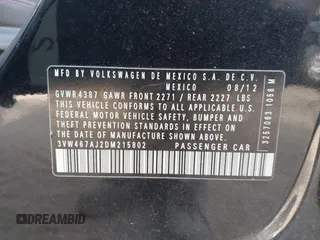 MFD BY VOLKSWAGEN DE MEXICO S.A. DE C.V.
MEXICO 08/12
GVWR 4387. GAWR FRONT 2271 / REAR 2227 LBS
THIS VEHICLE CONFORMS TO ALL APPLICABLE U.S.
FEDERAL MOTOR VEHICLE SAFETY, BUMPER AND
THEFT PREVENTION STANDARDS IN EFFECT ON THE
DATE OF MANUFACTURE SHOWN ABOVE.
3VW467AJ2DM215802 PASSENGER CAR
3Z57063 1058 M
DREAMBID